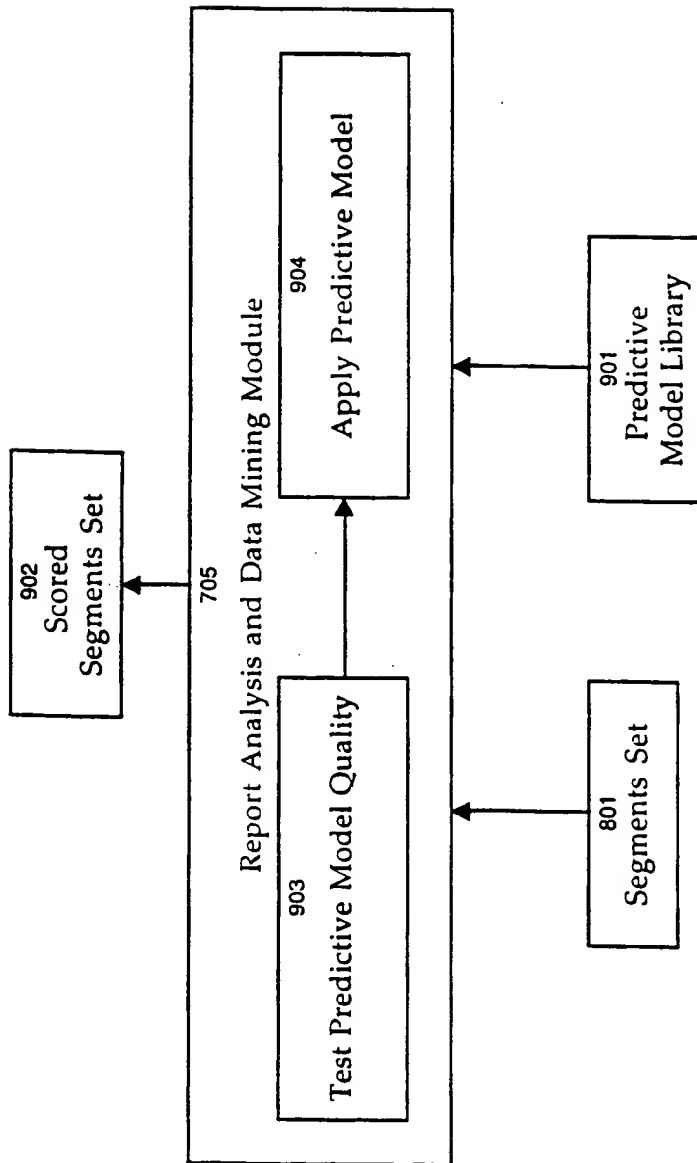 902
Scored
Segments Set
705
Report Analysis and Data Mining Module
903
Test Predictive Model Quality
904
Apply Predictive Model
801
Segments Set
901
Predictive
Model Library